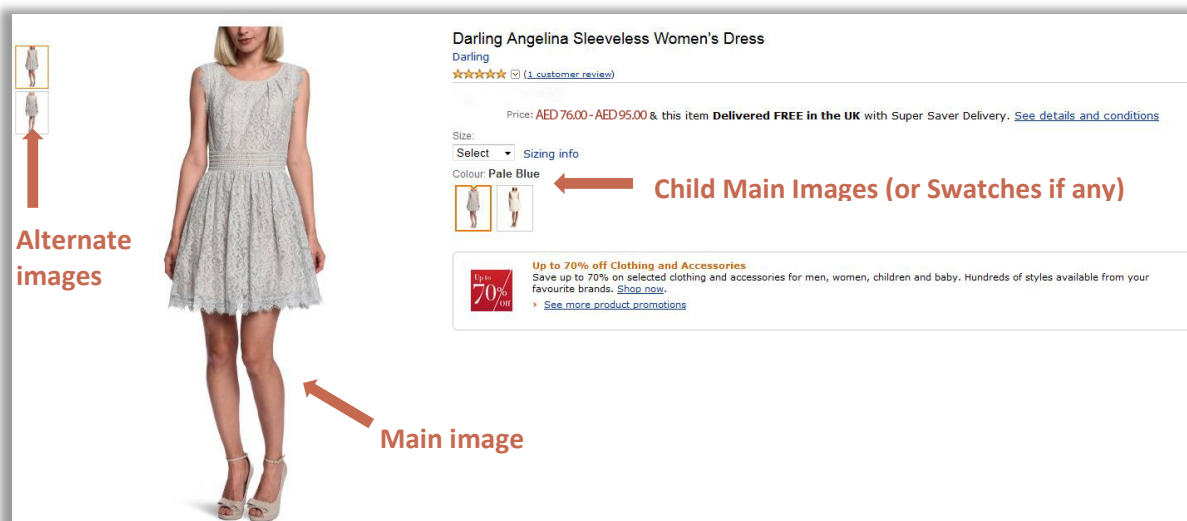 Darling Angelina Sleeveless Women's Dress
Darling
(1 customer review)
Price: AED 76.00 - AED 95.00 & this item Delivered FREE in the UK with Super Saver Delivery. See details and conditions
Size:
Select Sizing info
Colour: Pale Blue
Child Main Images (or Swatches if any)
Alternate
images
Up to
70%
Off
Up to 70% off Clothing and Accessories
Save up to 70% on selected clothing and accessories for men, women, children and baby. Hundreds of styles available from your
favourite brands. Shop now.
› See more product promotions
Main image